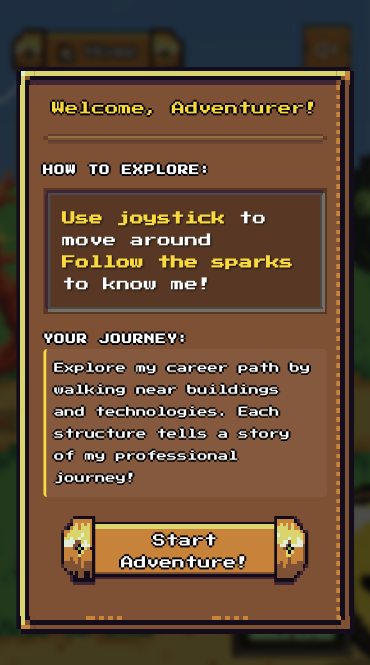 Welcome, Adventurer!
HOW TO EXPLORE:
Use joystick to
move around
Follow the sparks
to know me!
YOUR JOURNEY:
Explore my career path by
walking near buildings
and technologies. Each
structure tells a story
of my professional
journey!
Start
Adventure!